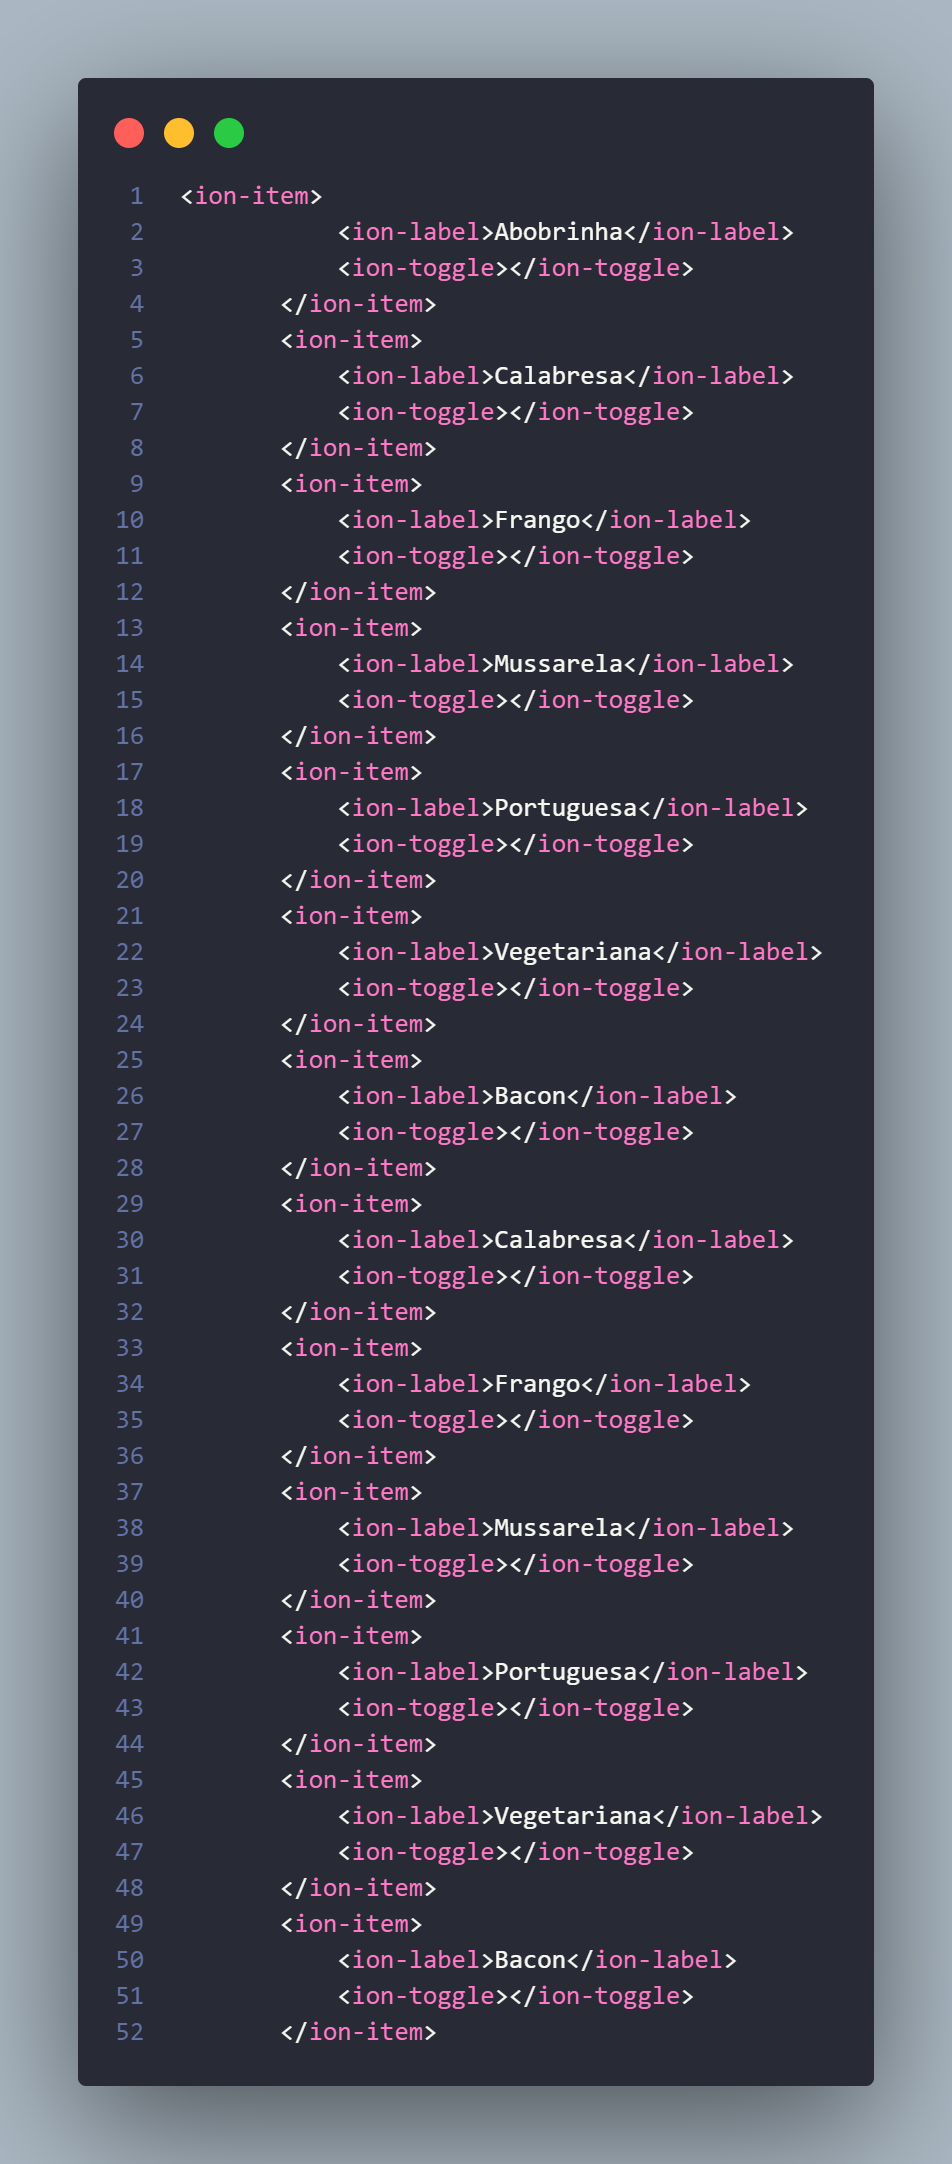 1 <ion-item>
2 <ion-label>Abobrinha</ion-label>
3 <ion-toggle></ion-toggle>
4 </ion-item>
5 <ion-item>
6 <ion-label>Calabresa</ion-label>
7 <ion-toggle></ion-toggle>
8 </ion-item>
9 <ion-item>
10 <ion-label>Frango</ion-label>
11 <ion-toggle></ion-toggle>
12 </ion-item>
13 <ion-item>
14 <ion-label>Mussarela</ion-label>
15 <ion-toggle></ion-toggle>
16 </ion-item>
17 <ion-item>
18 <ion-label>Portuguesa</ion-label>
19 <ion-toggle></ion-toggle>
20 </ion-item>
21 <ion-item>
22 <ion-label>Vegetariana</ion-label>
23 <ion-toggle></ion-toggle>
24 </ion-item>
25 <ion-item>
26 <ion-label>Bacon</ion-label>
27 <ion-toggle></ion-toggle>
28 </ion-item>
29 <ion-item>
30 <ion-label>Calabresa</ion-label>
31 <ion-toggle></ion-toggle>
32 </ion-item>
33 <ion-item>
34 <ion-label>Frango</ion-label>
35 <ion-toggle></ion-toggle>
36 </ion-item>
37 <ion-item>
38 <ion-label>Mussarela</ion-label>
39 <ion-toggle></ion-toggle>
40 </ion-item>
41 <ion-item>
42 <ion-label>Portuguesa</ion-label>
43 <ion-toggle></ion-toggle>
44 </ion-item>
45 <ion-item>
46 <ion-label>Vegetariana</ion-label>
47 <ion-toggle></ion-toggle>
48 </ion-item>
49 <ion-item>
50 <ion-label>Bacon</ion-label>
51 <ion-toggle></ion-toggle>
52 </ion-item>